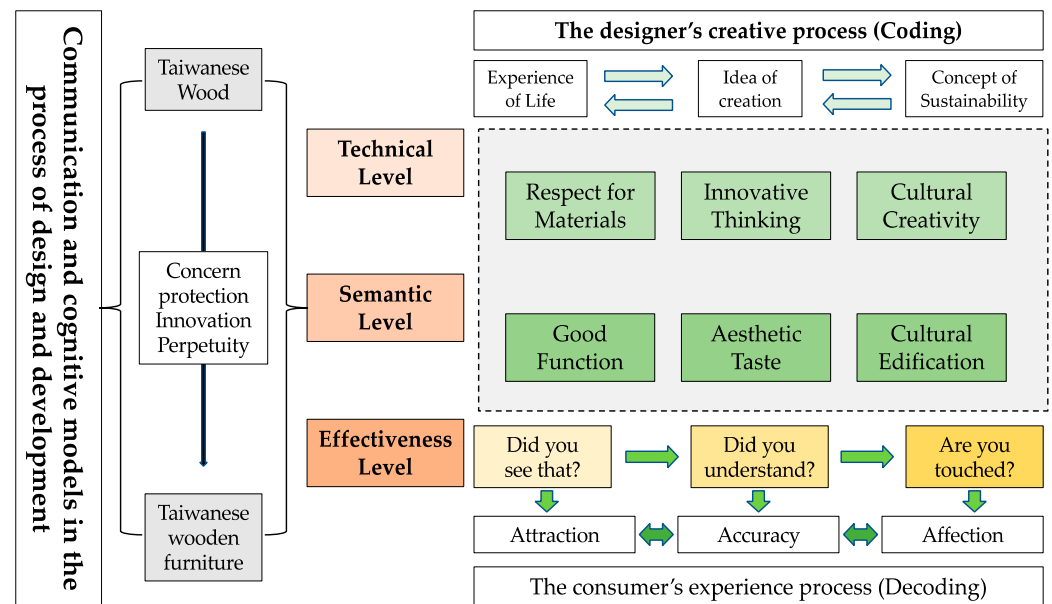 Communication and cognitive models in the
process of design and development
Taiwanese
Wood
Concern
protection
Innovation
Perpetuity
Taiwanese
wooden
furniture
Technical
Level
Semantic
Level
Effectiveness
Level
The designer’s creative process (Coding)
Experience
of Life
Idea of
creation
Concept of
Sustainability
Respect for
Materials
Innovative
Thinking
Cultural
Creativity
Good
Function
Aesthetic
Taste
Cultural
Edification
Did you
see that?
Did you
understand?
Are you
touched?
Attraction
Accuracy
Affection
The consumer’s experience process (Decoding)